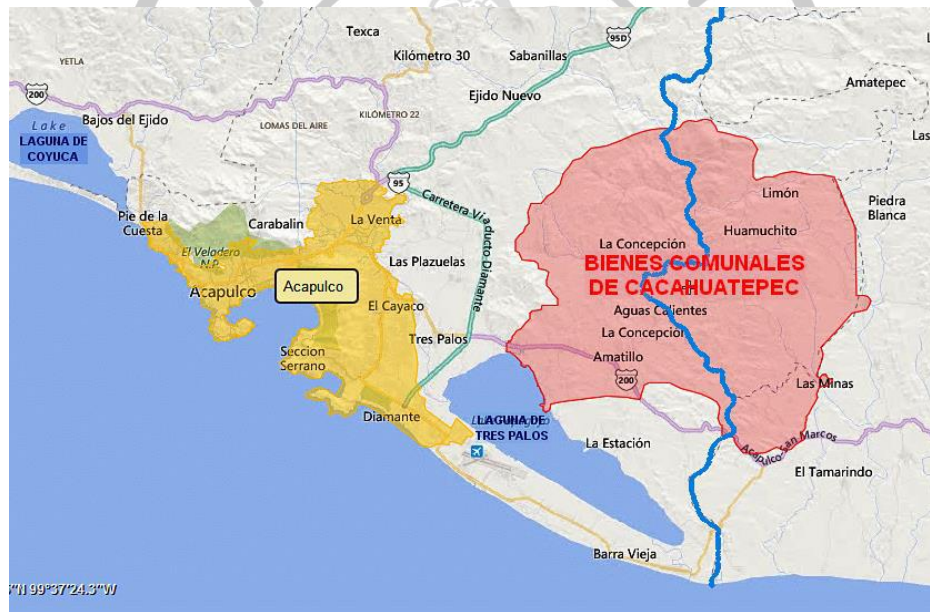 Texca
Kilómetro 30
Sabanillas
95D
YETLA
Amatepec
200
Ejido Nuevo
Bajos del Ejido
LOMAS DEL AIRE
KILÓMETRO 22
Lake
LAGUNA DE
COYUCA
95
Carretera Viaducto Diamante
Limón
Piedra
Blanca
Pie de la
Cuesta
Carabalin
La Venta
Huamuchito
El Veladero
N.P.
Las Plazuelas
La Concepción
BIENES COMUNALES
DE CACAHUATEPEC
Acapulco
Acapulco
El Cayaco
Aguas Calientes
Tres Palos
La Concepción
Seccion
Serrano
Amatillo
200
Las Minas
Diamante
LAGUNA DE
TRES PALOS
La Estación
Acapulco-San Marcos
El Tamarindo
Barra Vieja
"N 99°37'24.3"W